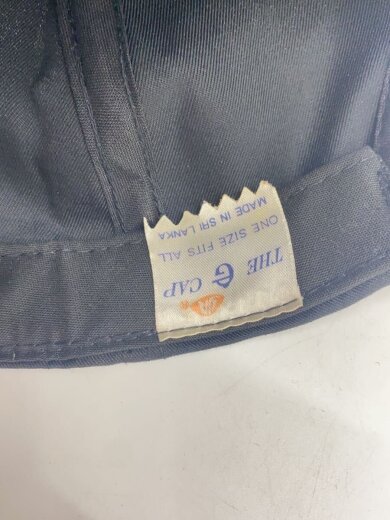 THE G CAP
ONE SIZE FITS ALL
MADE IN SRI LANKA